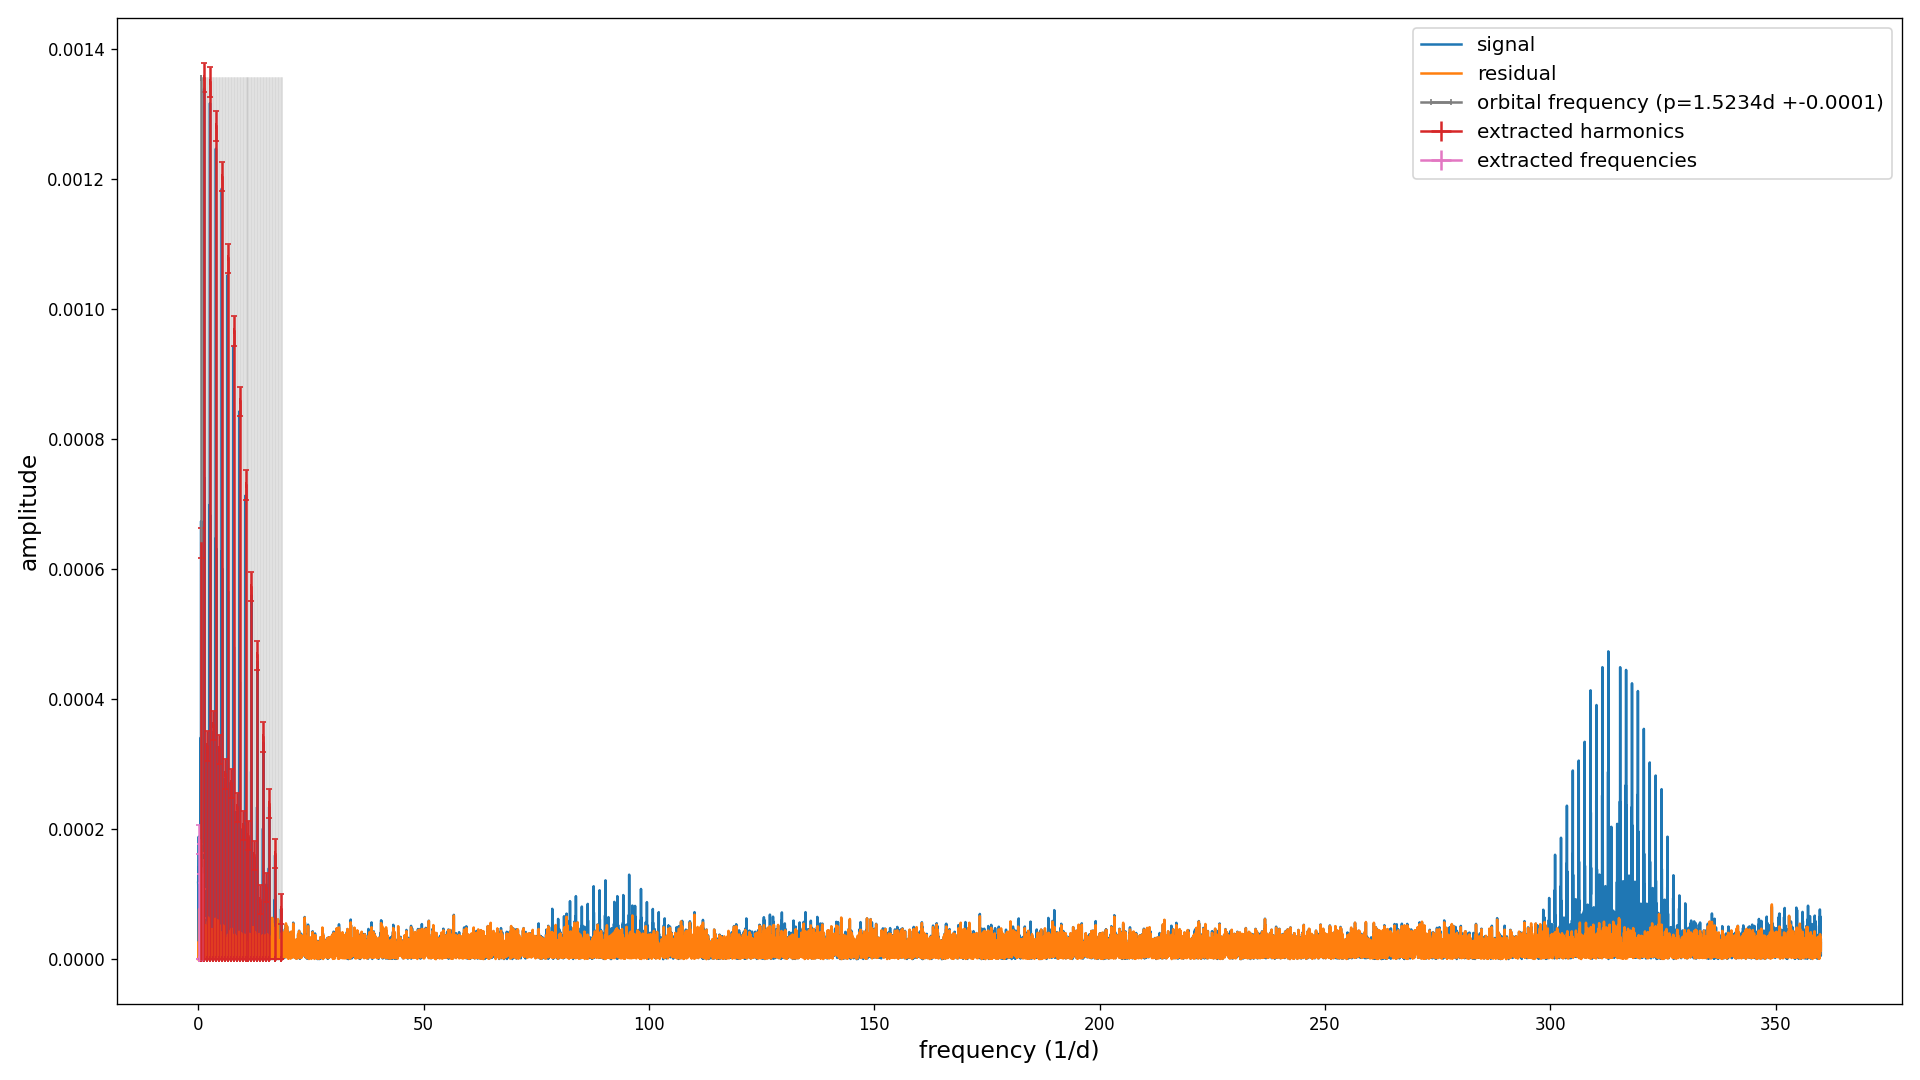 signal
residual
orbital frequency (p=1.5234d +-0.0001)
extracted harmonics
extracted frequencies
0.0014
0.0012
0.0010
0.0008
0.0006
0.0004
0.0002
0.0000
amplitude
0 50 100 150 200 250 300 350
frequency (1/d)